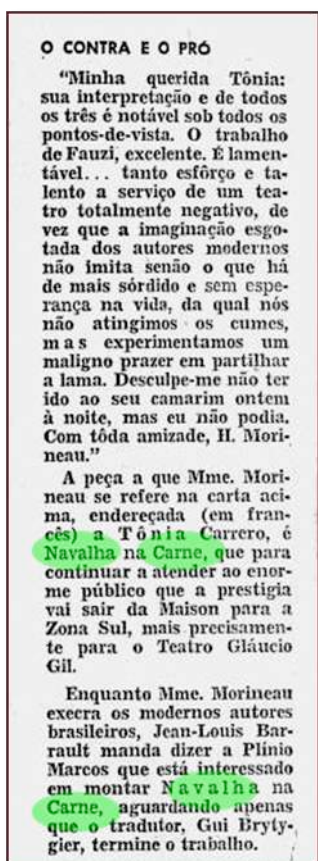 O CONTRA E O PRÓ
“Minha querida Tônia:
sua interpretação e de todos
os três é notável sob todos os
pontos-de-vista. O trabalho
de Fauzi, excelente. É lamen-
tável... tanto esfôrço e ta-
lento a serviço de um tea-
tro totalmente negativo, de
vez que a imaginação esgo-
tada dos autores modernos
não imita senão o que há
de mais sórdido e sem espe-
rança na vida, da qual nós
não atingimos os cumes,
mas experimentamos um
maligno prazer em partilhar
a lama. Desculpe-me não ter
ido ao seu camarim ontem
à noite, mas eu não podia.
Com tôda amizade, H. Mori-
neau.”
A peça a que Mme. Mori-
neau se refere na carta aci-
ma, endereçada (em fran-
cês) a Tônia Carrero, é
Navalha na Carne, que para
continuar a atender ao enor-
me público que a prestigia
vai sair da Maison para a
Zona Sul, mais precisamen-
te para o Teatro Gláucio
Gil.
Enquanto Mme. Morineau
execra os modernos autores
brasileiros, Jean-Louis Bar-
rault manda dizer a Plínio
Marcos que está interessado
em montar Navalha na
Carne, aguardando apenas
que o tradutor, Gui Bryty-
gier, termine o trabalho.